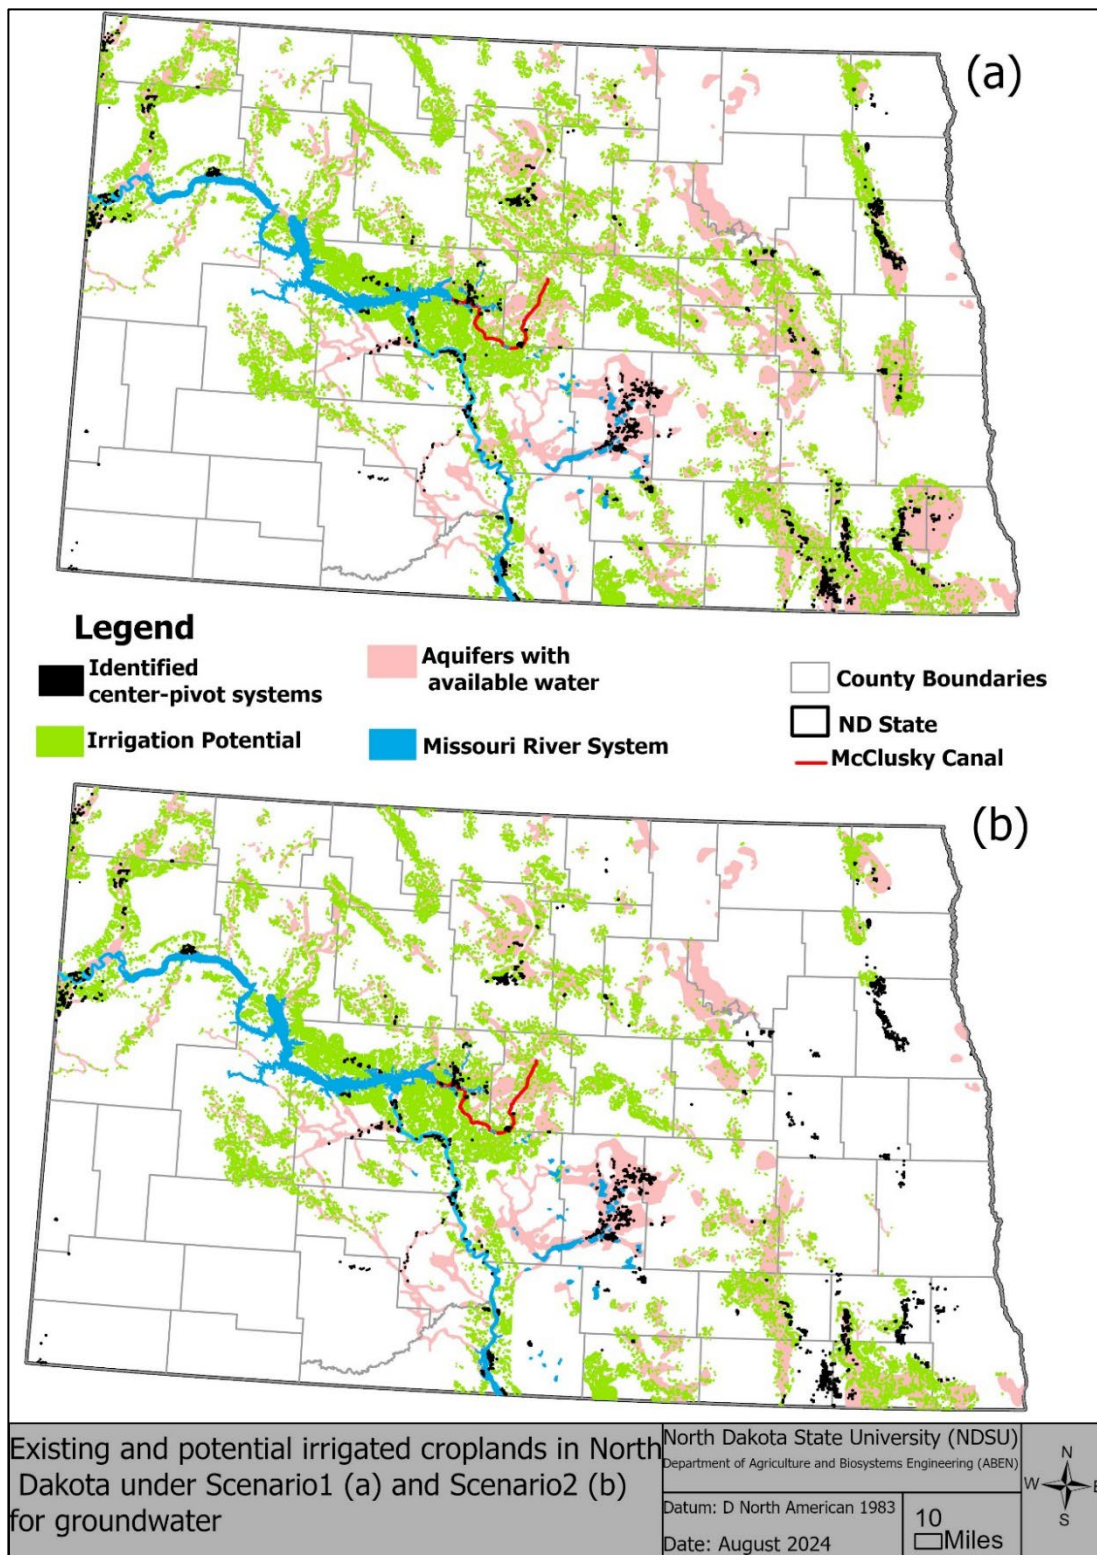 (a)
Legend
Identified
center-pivot systems
Irrigation Potential
Aquifers with
available water
Missouri River System
County Boundaries
ND State
McClusky Canal
(b)
Existing and potential irrigated croplands in North
Dakota under Scenario1 (a) and Scenario2 (b)
for groundwater
North Dakota State University (NDSU)
Department of Agriculture and Biosystems Engineering (ABEN)
Datum: D North American 1983
Date: August 2024
10
Miles
N
W
E
S